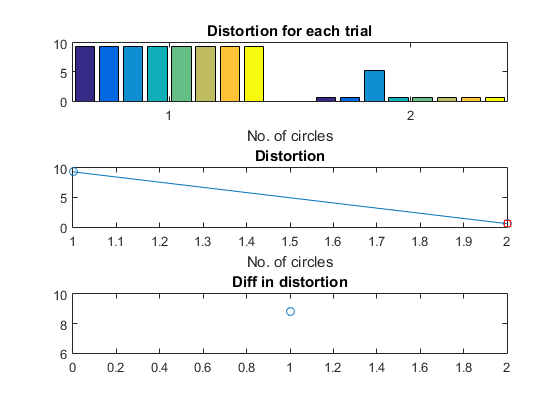 Distortion for each trial
10
5
0
1 2
No. of circles
Distortion
10
5
0
1 1.1 1.2 1.3 1.4 1.5 1.6 1.7 1.8 1.9 2
No. of circles
Diff in distortion
10
8
6
0 0.2 0.4 0.6 0.8 1 1.2 1.4 1.6 1.8 2